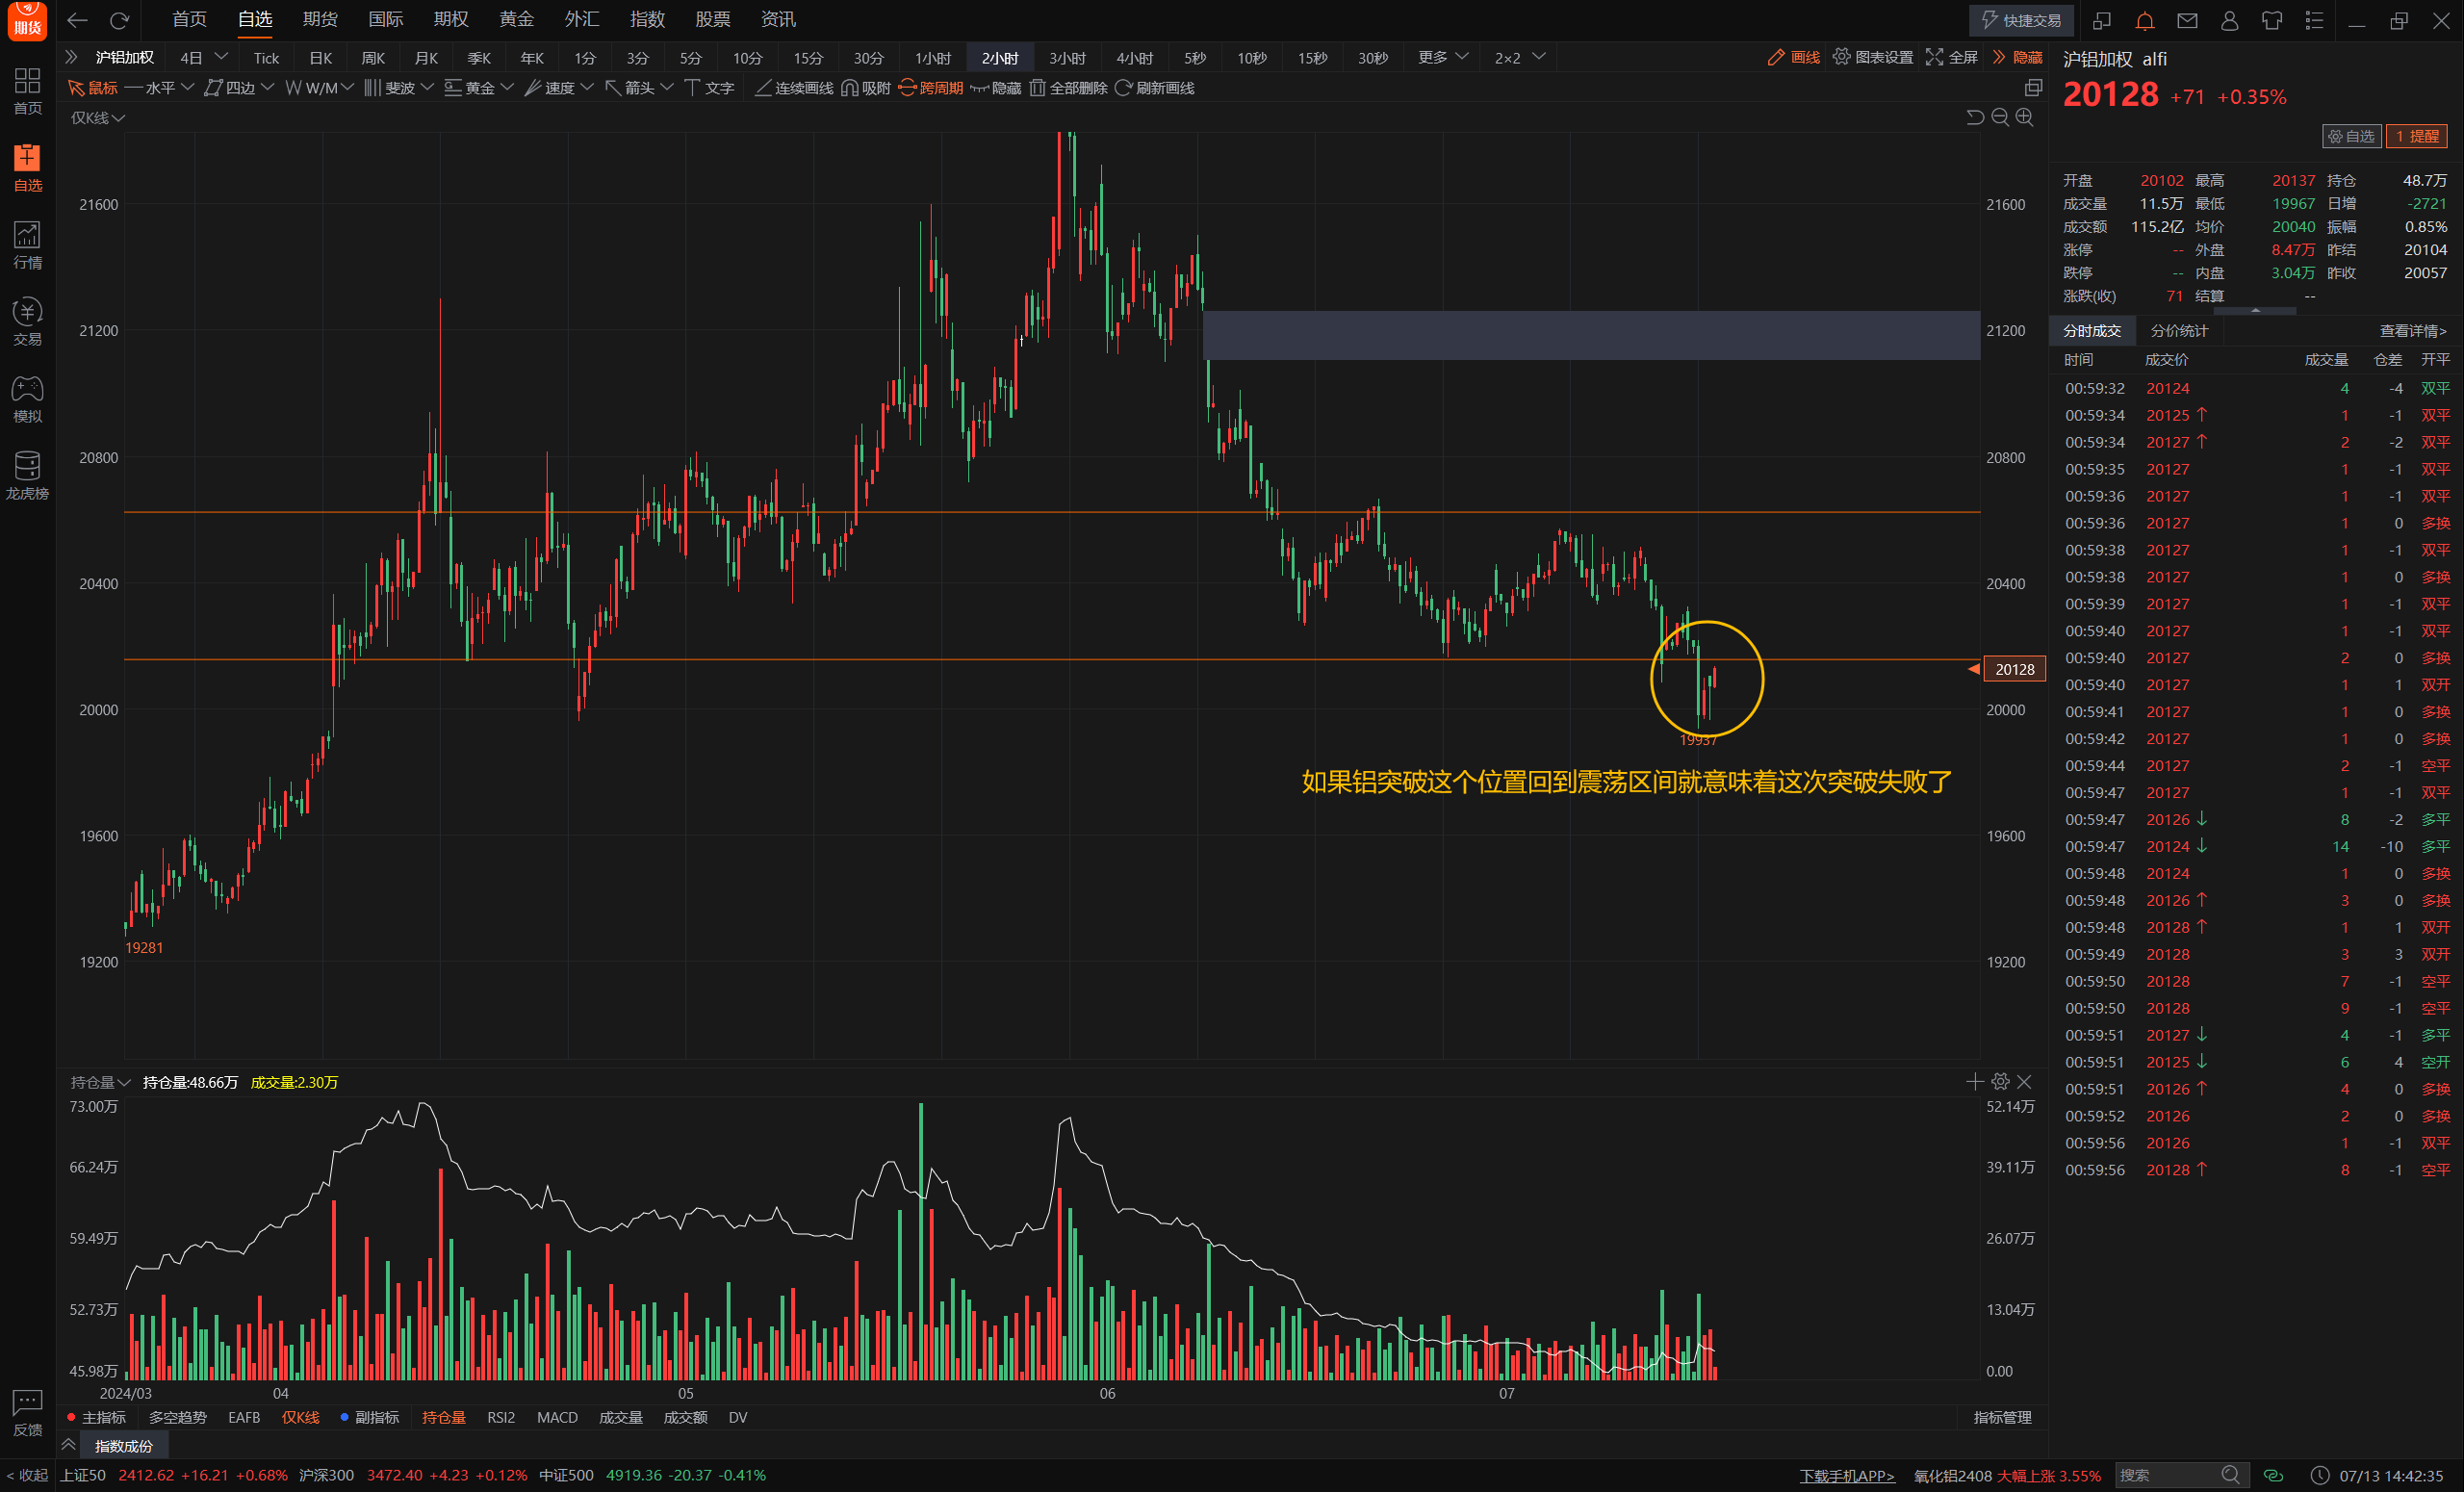 期货
首页 自选 期货 国际 期权 黄金 外汇 指数 股票 资讯
快捷交易
沪铝加权 4日 Tick 日K 周K 月K 季K 年K 1分 3分 5分 10分 15分 30分 1小时 2小时 3小时 4小时 5秒 10秒 15秒 30秒 更多 2×2
画线 图表设置 全屏 隐藏
鼠标 水平 四边 W/M 斐波 黄金 速度 箭头 文字 连续画线 吸附 跨周期 隐藏 全部删除 刷新画线
仅K线
首页
自选
行情
交易
模拟
龙虎榜
反馈
21600 21600
21200 21200
20800 20800
20400 20400
20128
20000 20000
19937
如果铝突破这个位置回到震荡区间就意味着这次突破失败了
19600 19600
19281
19200 19200
持仓量 持仓量:48.66万 成交量:2.30万
73.00万 52.14万
66.24万 39.11万
59.49万 26.07万
52.73万 13.04万
45.98万 0.00
2024/03 04 05 06 07
主指标 多空趋势 EAFB 仅K线 副指标 持仓量 RSI2 MACD 成交量 成交额 DV 指标管理
指数成份
沪铝加权 alfi
20128 +71 +0.35%
自选 1 提醒
开盘 20102 最高 20137 持仓 48.7万
成交量 11.5万 最低 19967 日增 -2721
成交额 115.2亿 均价 20040 振幅 0.85%
涨停 -- 外盘 8.47万 昨结 20104
跌停 -- 内盘 3.04万 昨收 20057
涨跌(收) 71 结算 --
分时成交 分价统计 查看详情>
时间 成交价 成交量 仓差 开平
00:59:32 20124 4 -4 双平
00:59:34 20125 ↑ 1 -1 双平
00:59:34 20127 ↑ 2 -2 双平
00:59:35 20127 1 -1 双平
00:59:36 20127 1 -1 双平
00:59:36 20127 1 0 多换
00:59:38 20127 1 -1 双平
00:59:38 20127 1 0 多换
00:59:39 20127 1 -1 双平
00:59:40 20127 1 -1 双平
00:59:40 20127 2 0 多换
00:59:40 20127 1 1 双开
00:59:41 20127 1 0 多换
00:59:42 20127 1 0 多换
00:59:44 20127 2 -1 空平
00:59:47 20127 1 -1 双平
00:59:47 20126 ↓ 8 -2 多平
00:59:47 20124 ↓ 14 -10 多平
00:59:48 20124 1 0 多换
00:59:48 20126 ↑ 3 0 多换
00:59:48 20128 ↑ 1 1 双开
00:59:49 20128 3 3 双开
00:59:50 20128 7 -1 空平
00:59:50 20128 9 -1 空平
00:59:51 20127 ↓ 4 -1 多平
00:59:51 20125 ↓ 6 4 空开
00:59:51 20126 ↑ 4 0 多换
00:59:52 20126 2 0 多换
00:59:56 20126 1 -1 双平
00:59:56 20128 ↑ 8 -1 空平
< 收起 上证50 2412.62 +16.21 +0.68% 沪深300 3472.40 +4.23 +0.12% 中证500 4919.36 -20.37 -0.41%
下载手机APP> 氧化铝2408 大幅上涨 3.55% 搜索 07/13 14:42:35